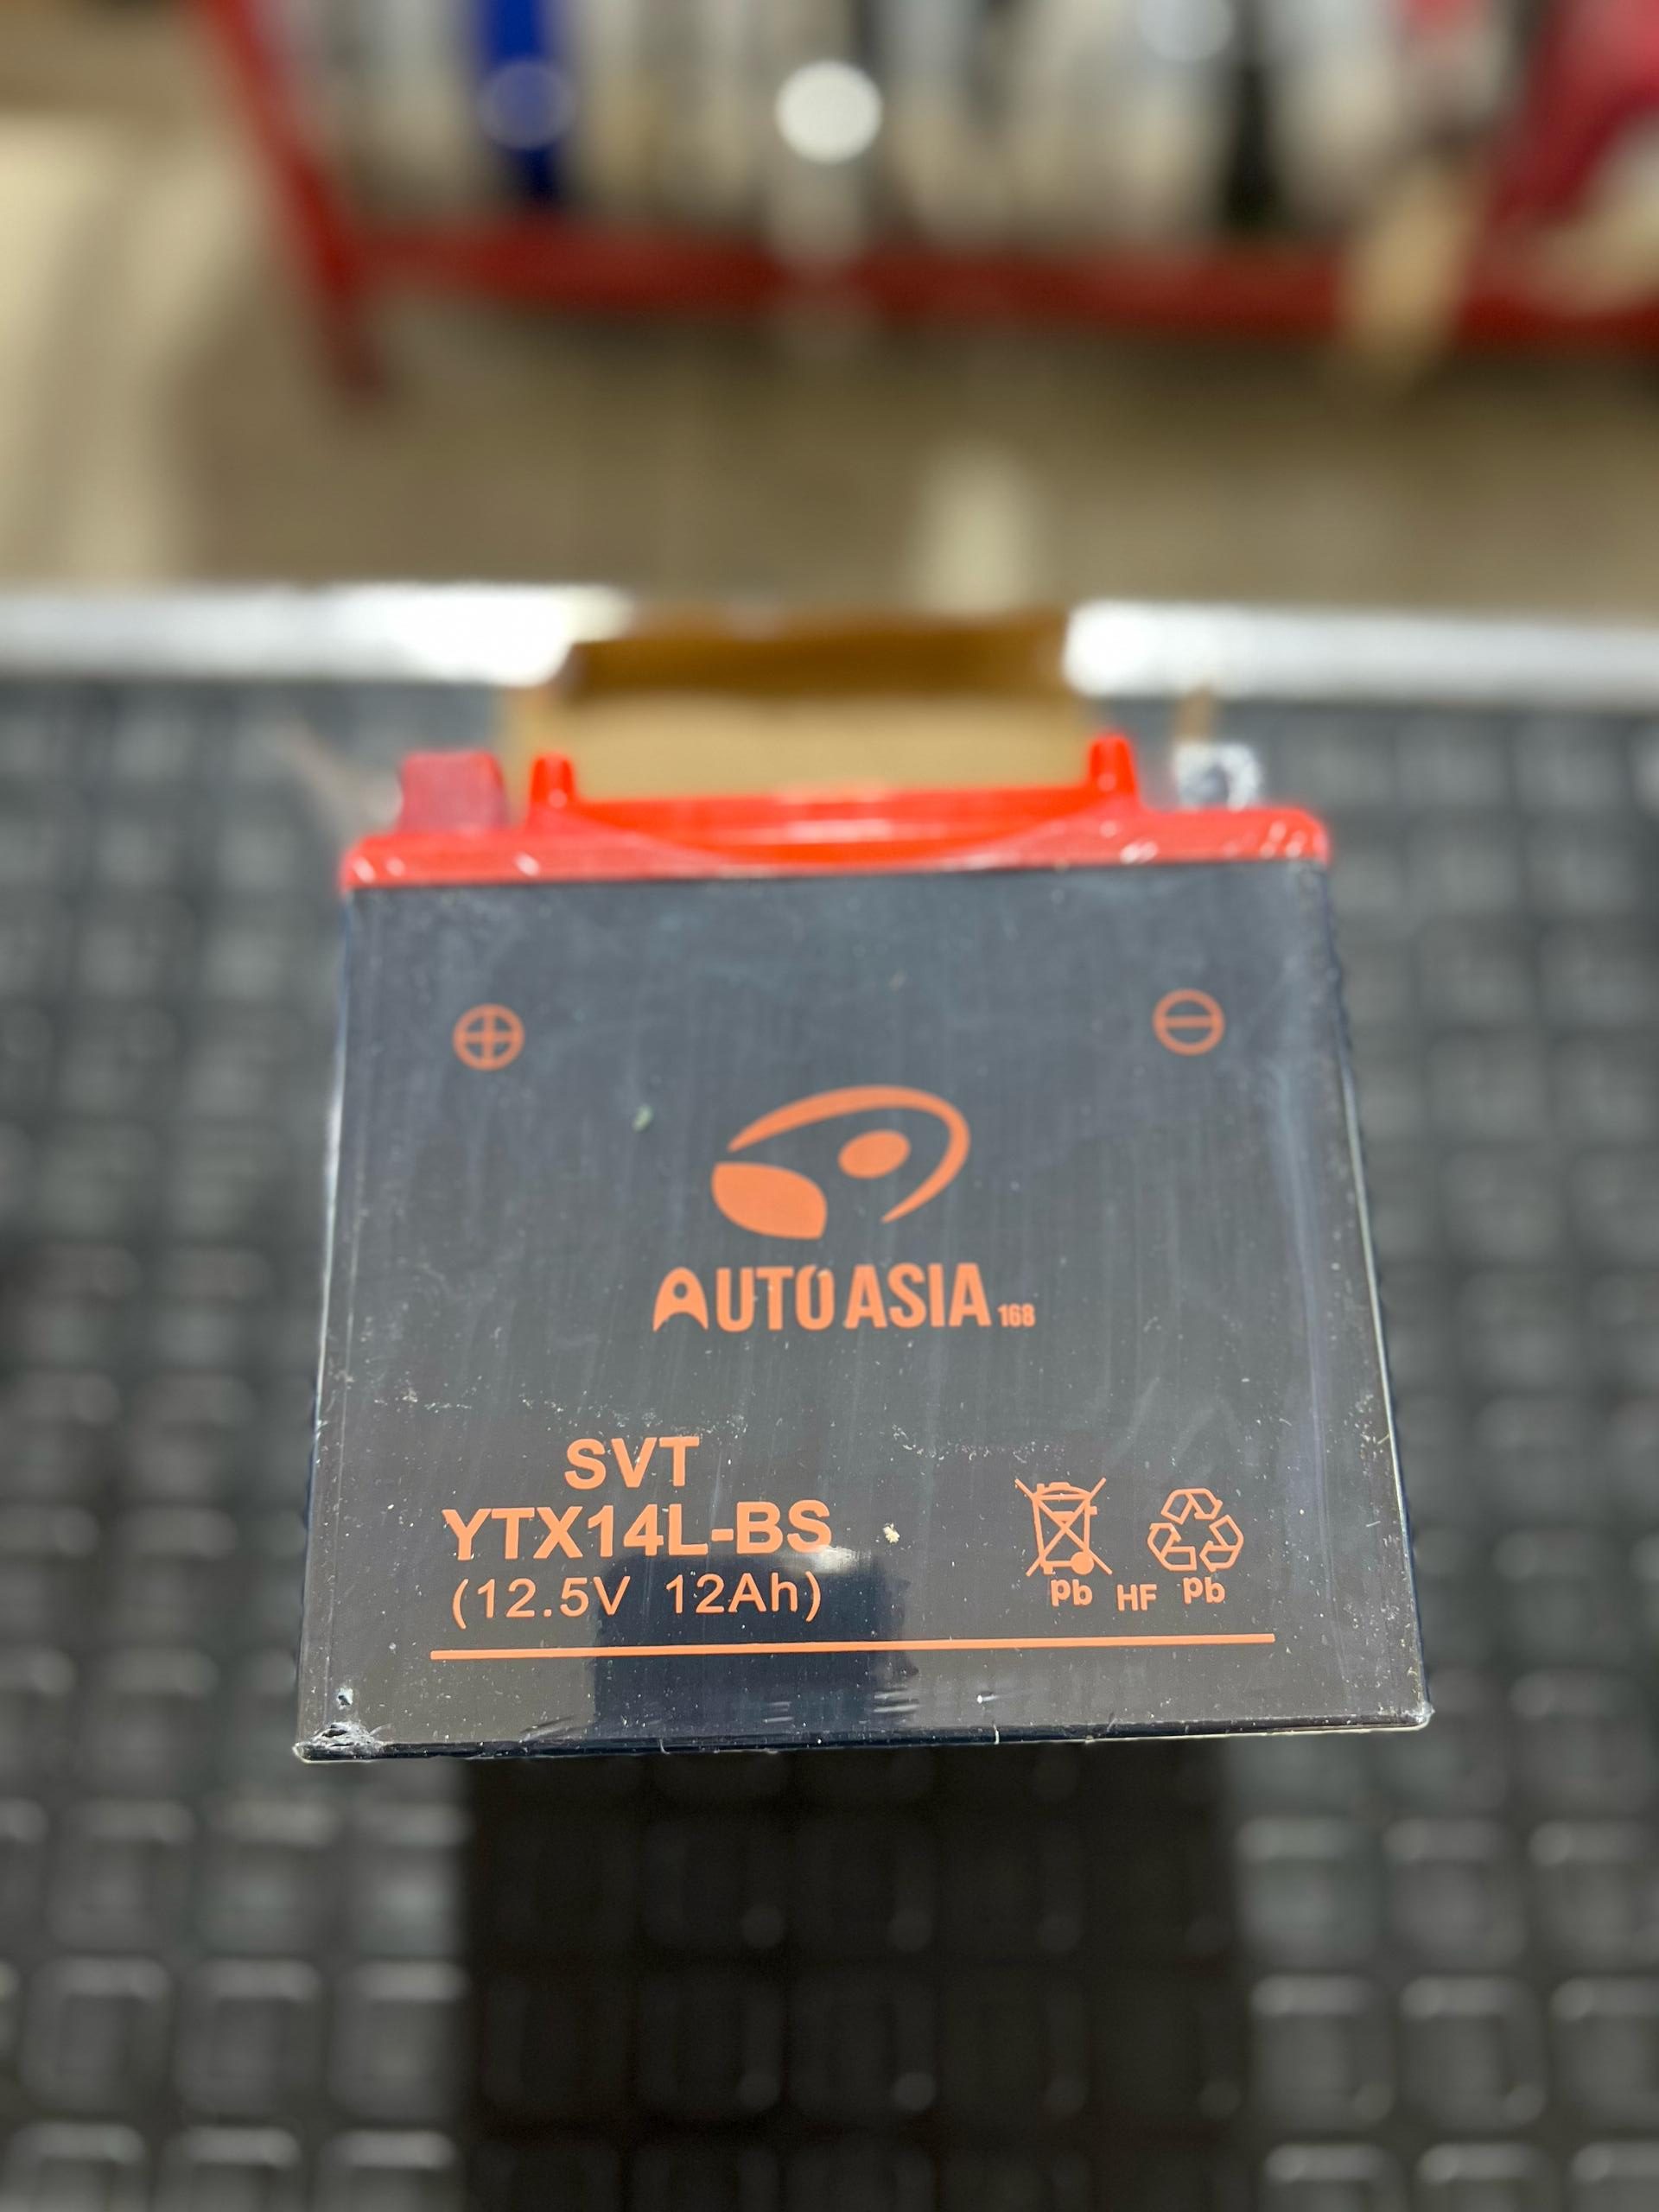 AUTO ASIA 168
SVT
YTX14L-BS
(12.5V 12Ah)
pb HF pb